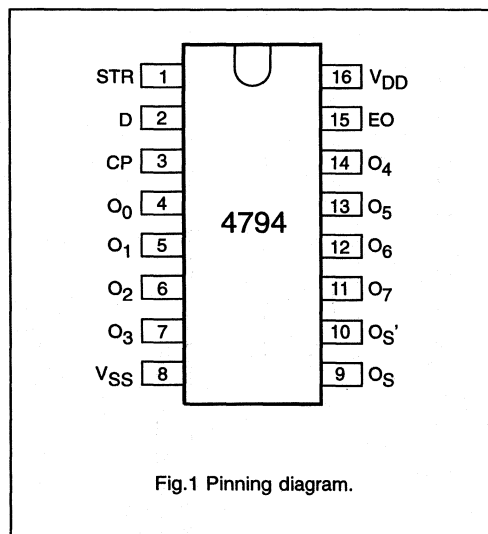 STR 1 16 VDD
D 2 15 EO
CP 3 14 O4
O0 4 13 O5
4794
O1 5 12 O6
O2 6 11 O7
O3 7 10 OS'
VSS 8 9 OS
Fig.1 Pinning diagram.